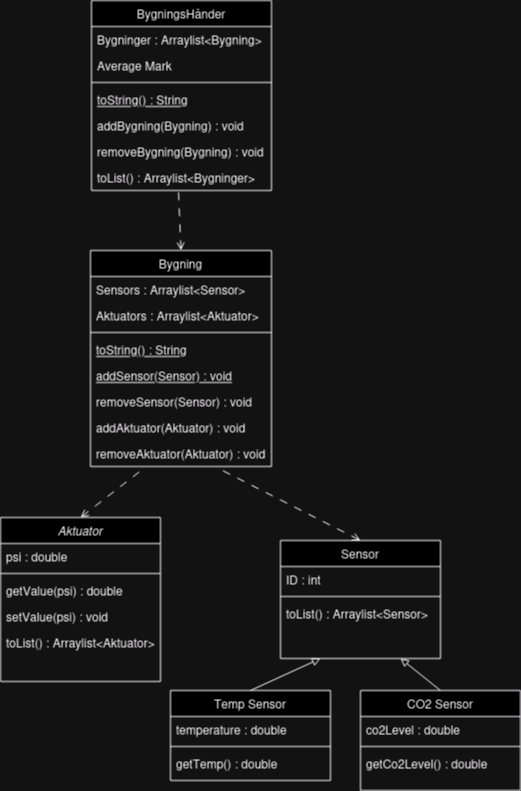 BygningsHånder
Bygninger : Arraylist<Bygning>
Average Mark
toString() : String
addBygning(Bygning) : void
removeBygning(Bygning) : void
toList() : Arraylist<Bygninger>
Bygning
Sensors : Arraylist<Sensor>
Aktuators : Arraylist<Aktuator>
toString() : String
addSensor(Sensor) : void
removeSensor(Sensor) : void
addAktuator(Aktuator) : void
removeAktuator(Aktuator) : void
Aktuator
psi : double
getValue(psi) : double
setValue(psi) : void
toList() : Arraylist<Aktuator>
Sensor
ID : int
toList() : Arraylist<Sensor>
Temp Sensor
temperature : double
getTemp() : double
CO2 Sensor
co2Level : double
getCo2Level() : double